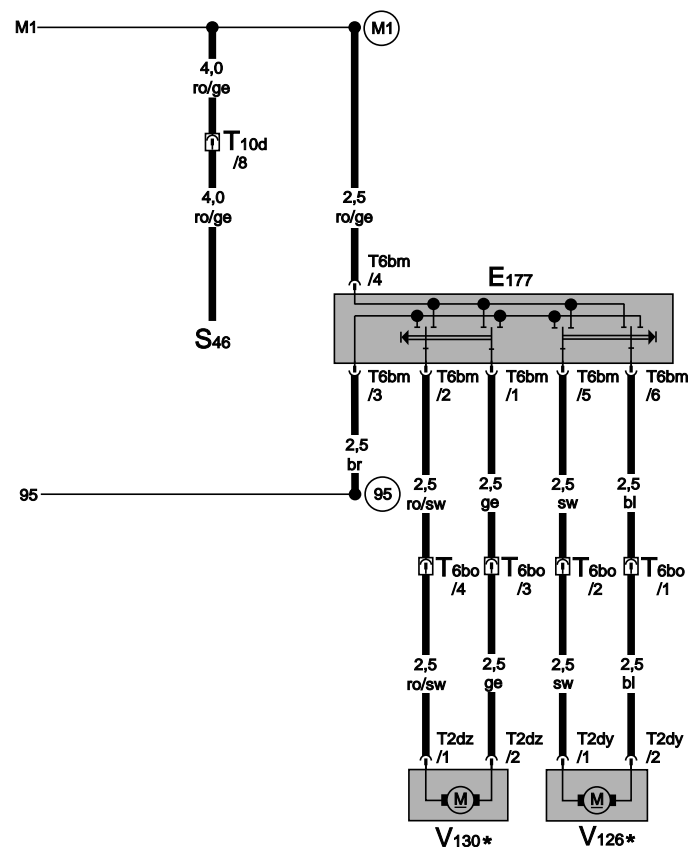 M1
M1
4,0
ro/ge
T10d
/8
4,0
ro/ge
2,5
ro/ge
T6bm
/4
E177
S46
T6bm
/3
T6bm
/2
T6bm
/1
T6bm
/5
T6bm
/6
2,5
br
95
95
2,5
ro/sw
2,5
ge
2,5
sw
2,5
bl
T6bo
/4
T6bo
/3
T6bo
/2
T6bo
/1
2,5
ro/sw
2,5
ge
2,5
sw
2,5
bl
T2dz
/1
T2dz
/2
T2dy
/1
T2dy
/2
M
M
V130*
V126*